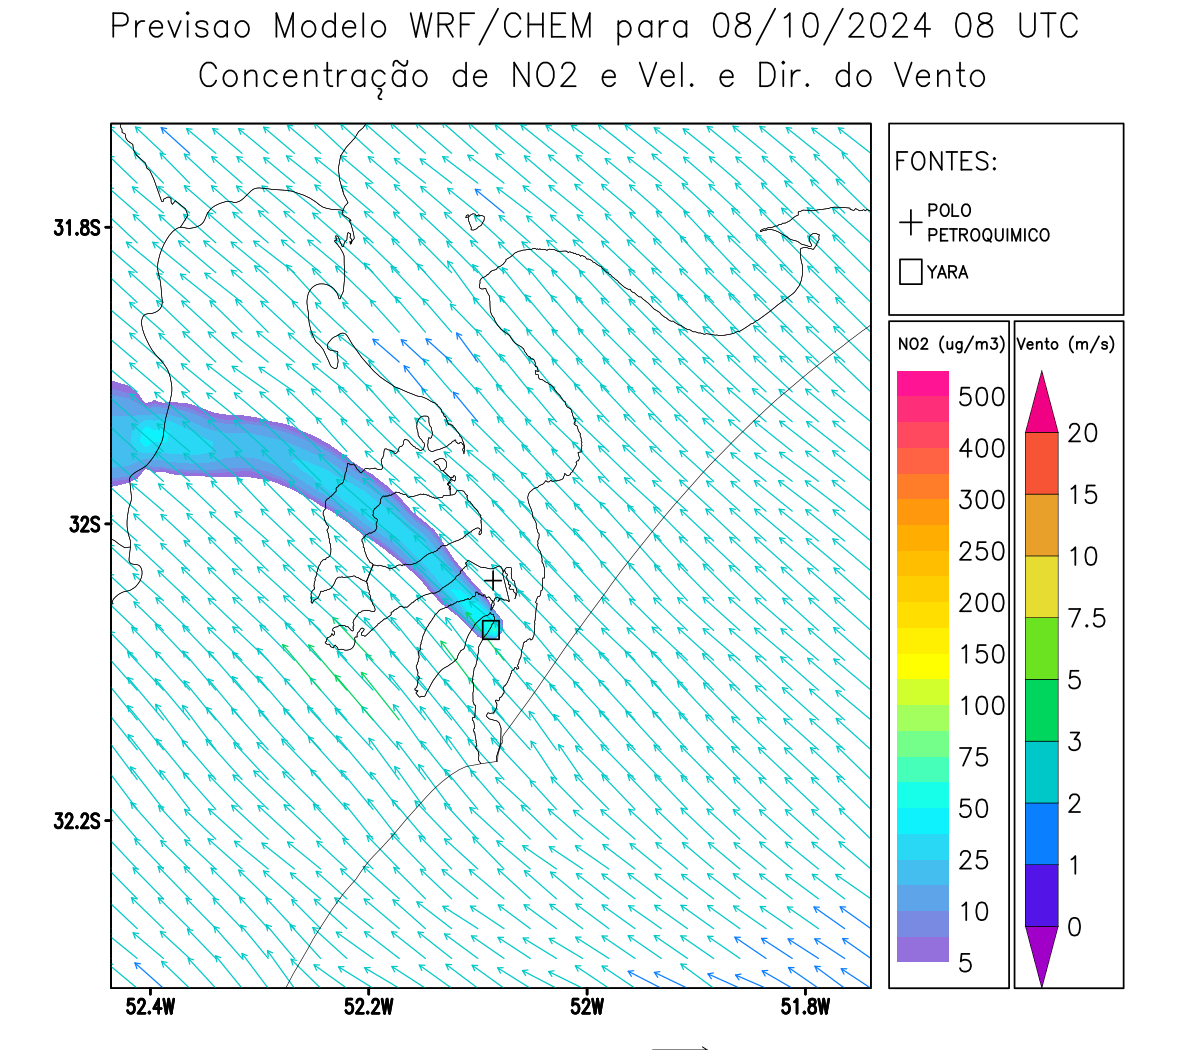 Previsao Modelo WRF/CHEM para 08/10/2024 08 UTC
Concentração de NO2 e Vel. e Dir. do Vento
FONTES:
POLO
PETROQUIMICO
YARA
NO2 (ug/m3)
500
400
300
250
200
150
100
75
50
25
10
5
Vento (m/s)
20
15
10
7.5
5
3
2
1
0
31.8S
32S
32.2S
52.4W
52.2W
52W
51.8W